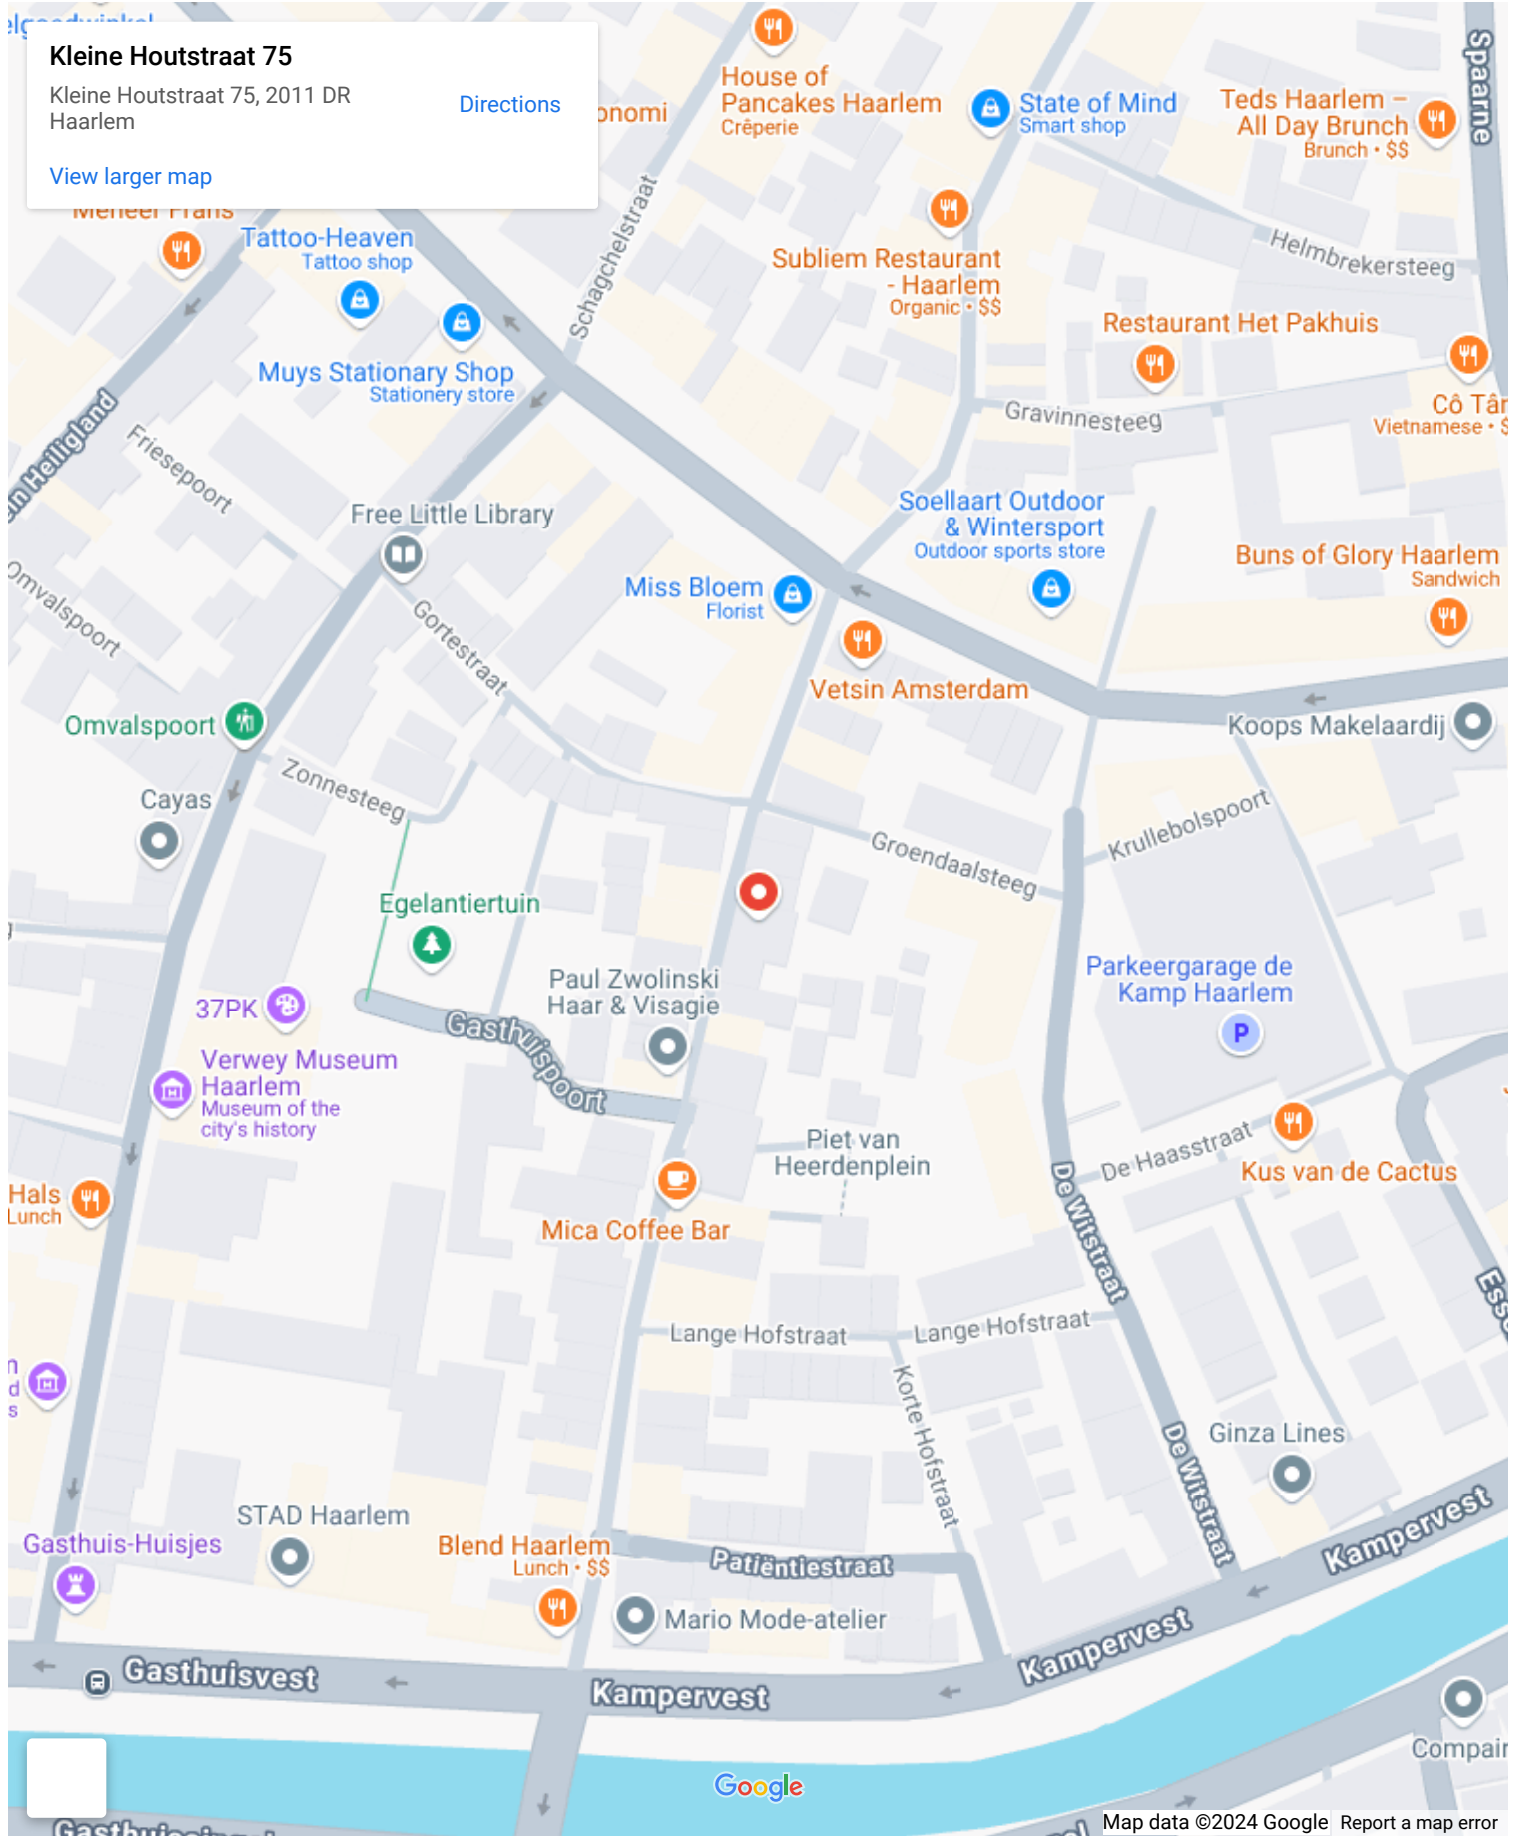 Kleine Houtstraat 75
Kleine Houtstraat 75, 2011 DR
Haarlem
Directions
View larger map
House of
Pancakes Haarlem
Crêperie
State of Mind
Smart shop
Teds Haarlem –
All Day Brunch
Brunch • $$
Spaarne
Meneer Frans
Tattoo-Heaven
Tattoo shop
Schagchelstraat
Subliem Restaurant
- Haarlem
Organic • $$
Helmbrekersteeg
Restaurant Het Pakhuis
Muys Stationary Shop
Stationery store
Gravinnesteeg
Vietnamese
Friesepoort
Free Little Library
Soellaart Outdoor
& Wintersport
Outdoor sports store
Buns of Glory Haarlem
Sandwich
Omvalspoort
Gortestraat
Miss Bloem
Florist
Vetsin Amsterdam
Omvalspoort
Koops Makelaardij
Zonnesteeg
Cayas
Krullebolspoort
Groendaalsteeg
Egelantiertuin
Paul Zwolinski
Haar & Visagie
Parkeergarage de
Kamp Haarlem
P
37PK
Gasthuispoort
Verwey Museum
Haarlem
Museum of the
city's history
Piet van
Heerdenplein
De Haasstraat
Kus van de Cactus
Hals
Lunch
Mica Coffee Bar
De Witstraat
Lange Hofstraat
Lange Hofstraat
Korte Hofstraat
De Witstraat
Ginza Lines
STAD Haarlem
Gasthuis-Huisjes
Blend Haarlem
Lunch • $$
Patiëntiestraat
Kampervest
Mario Mode-atelier
Kampervest
Gasthuisvest
Kampervest
Google
Map data ©2024 Google
Report a map error